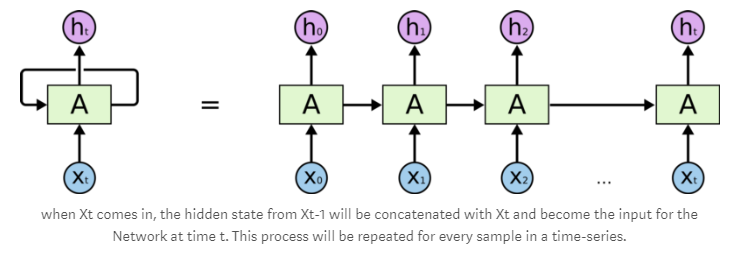 hₜ h₀ h₁ h₂ hₜ
A = A A A A
Xₜ X₀ X₁ X₂ ... Xₜ
when Xt comes in, the hidden state from Xt-1 will be concatenated with Xt and become the input for the
Network at time t. This process will be repeated for every sample in a time-series.